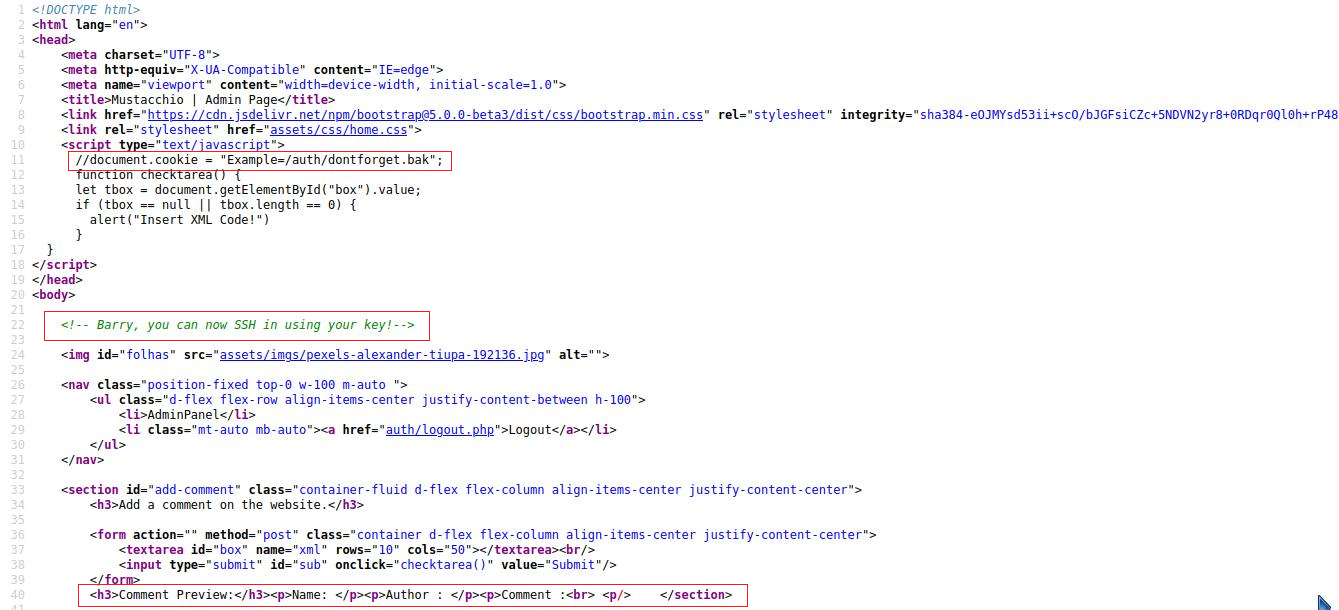 1 <!DOCTYPE html>
2 <html lang="en">
3 <head>
4 <meta charset="UTF-8">
5 <meta http-equiv="X-UA-Compatible" content="IE=edge">
6 <meta name="viewport" content="width=device-width, initial-scale=1.0">
7 <title>Mustacchio | Admin Page</title>
8 <link href="https://cdn.jsdelivr.net/npm/bootstrap@5.0.0-beta3/dist/css/bootstrap.min.css" rel="stylesheet" integrity="sha384-eOJMYsd53ii+scO/bJGFsiCZc+5NDVN2yr8+0RDqr0Ql0h+rP48
9 <link rel="stylesheet" href="assets/css/home.css">
10 <script type="text/javascript">
11 //document.cookie = "Example=/auth/dontforget.bak";
12 function checktarea() {
13 let tbox = document.getElementById("box").value;
14 if (tbox == null || tbox.length == 0) {
15 alert("Insert XML Code!")
16 }
17 }
18 </script>
19 </head>
20 <body>
21
22 <!-- Barry, you can now SSH in using your key!-->
23
24 <img id="folhas" src="assets/imgs/pexels-alexander-tiupa-192136.jpg" alt="">
25
26 <nav class="position-fixed top-0 w-100 m-auto ">
27 <ul class="d-flex flex-row align-items-center justify-content-between h-100">
28 <li>AdminPanel</li>
29 <li class="mt-auto mb-auto"><a href="auth/logout.php">Logout</a></li>
30 </ul>
31 </nav>
32
33 <section id="add-comment" class="container-fluid d-flex flex-column align-items-center justify-content-center">
34 <h3>Add a comment on the website.</h3>
35
36 <form action="" method="post" class="container d-flex flex-column align-items-center justify-content-center">
37 <textarea id="box" name="xml" rows="10" cols="50"></textarea><br/>
38 <input type="submit" id="sub" onclick="checktarea()" value="Submit"/>
39 </form>
40 <h3>Comment Preview:</h3><p>Name: </p><p>Author : </p><p>Comment :<br> <p/> </section>
41